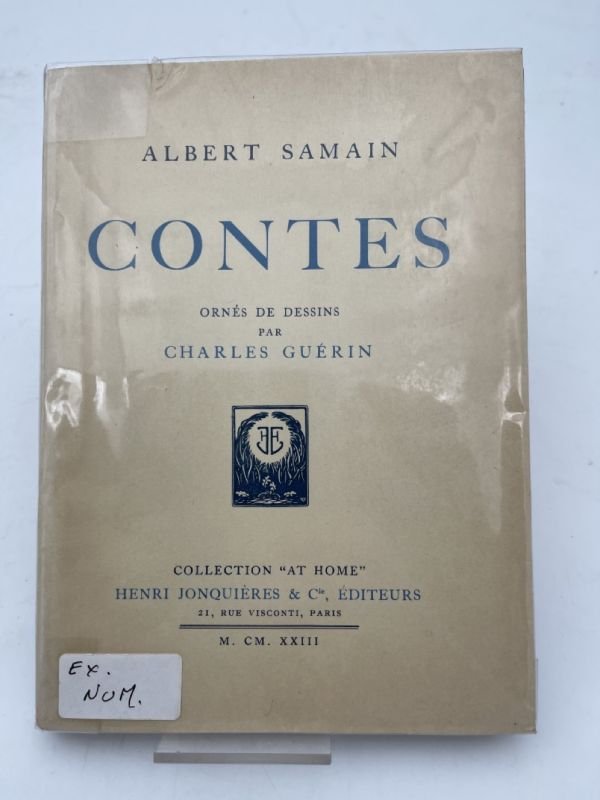 ALBERT SAMAIN
CONTES
ORNÉS DE DESSINS
PAR
CHARLES GUÉRIN
COLLECTION "AT HOME"
HENRI JONQUIÈRES & Cie, ÉDITEURS
21, RUE VISCONTI, PARIS
M. CM. XXIII
Ex.
NUM.